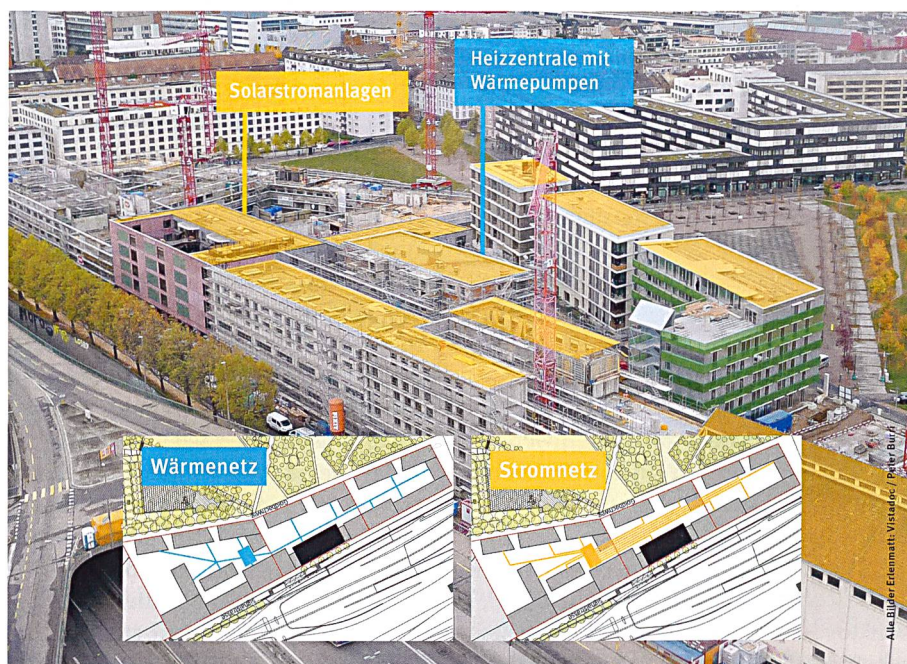 Solarstromanlagen
Heizzentrale mit
Wärmepumpen
Wärmenetz
Stromnetz
Alle Bilder Erlenmatt: Vistadoc / Peter Burri